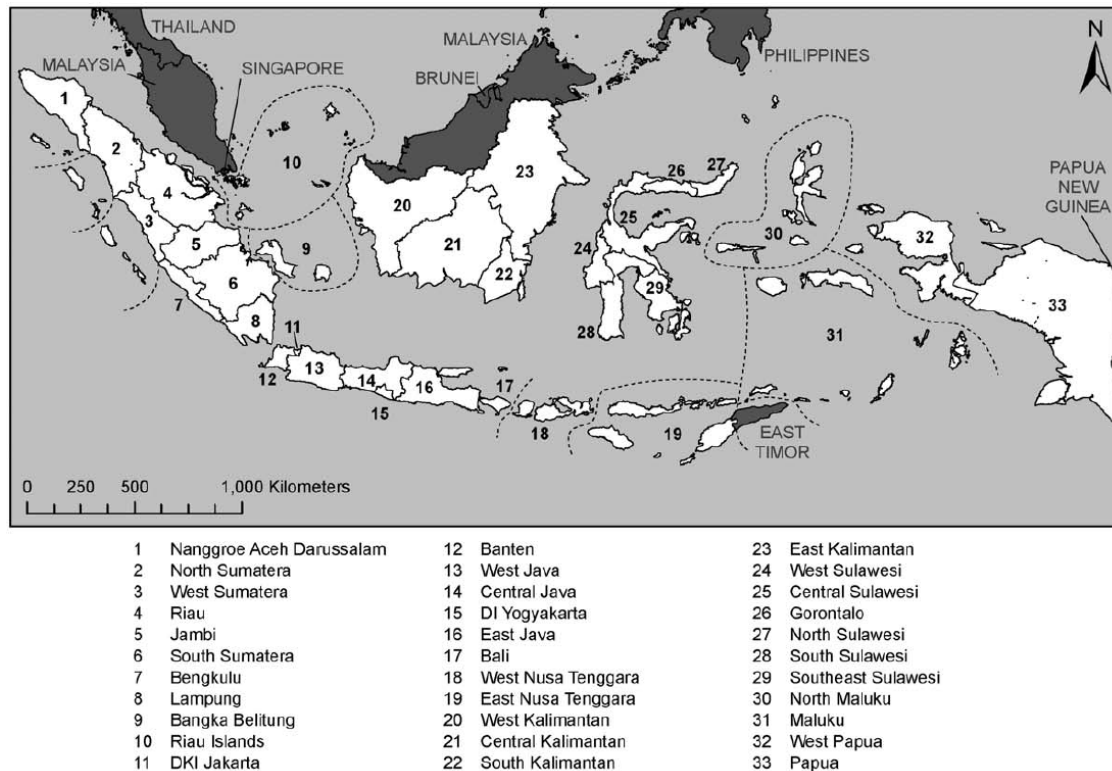 THAILAND
MALAYSIA
SINGAPORE
MALAYSIA
BRUNEI
PHILIPPINES
N
PAPUA
NEW
GUINEA
EAST
TIMOR
1
2
3
4
5
6
7
8
9
10
11
12
13
14
15
16
17
18
19
20
21
22
23
24
25
26
27
28
29
30
31
32
33
0 250 500 1,000 Kilometers
1 Nanggroe Aceh Darussalam
2 North Sumatera
3 West Sumatera
4 Riau
5 Jambi
6 South Sumatera
7 Bengkulu
8 Lampung
9 Bangka Belitung
10 Riau Islands
11 DKI Jakarta
12 Banten
13 West Java
14 Central Java
15 DI Yogyakarta
16 East Java
17 Bali
18 West Nusa Tenggara
19 East Nusa Tenggara
20 West Kalimantan
21 Central Kalimantan
22 South Kalimantan
23 East Kalimantan
24 West Sulawesi
25 Central Sulawesi
26 Gorontalo
27 North Sulawesi
28 South Sulawesi
29 Southeast Sulawesi
30 North Maluku
31 Maluku
32 West Papua
33 Papua